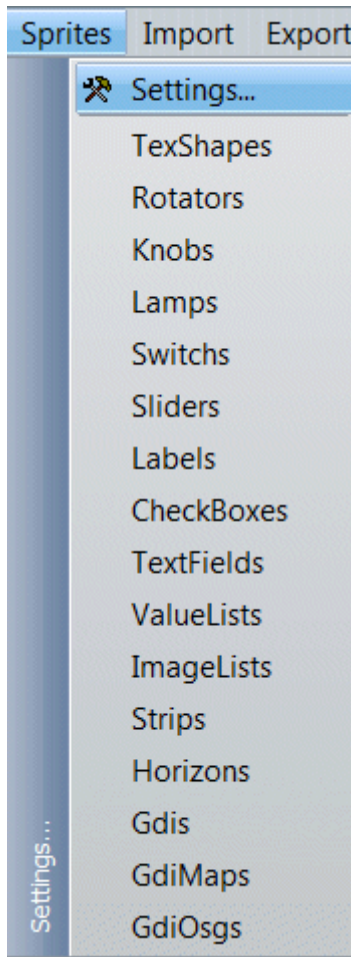 Sprites Import Export
Settings...
TexShapes
Rotators
Knobs
Lamps
Switchs
Sliders
Labels
CheckBoxes
TextFields
ValueLists
ImageLists
Strips
Horizons
Gdis
GdiMaps
GdiOsgs
Settings...